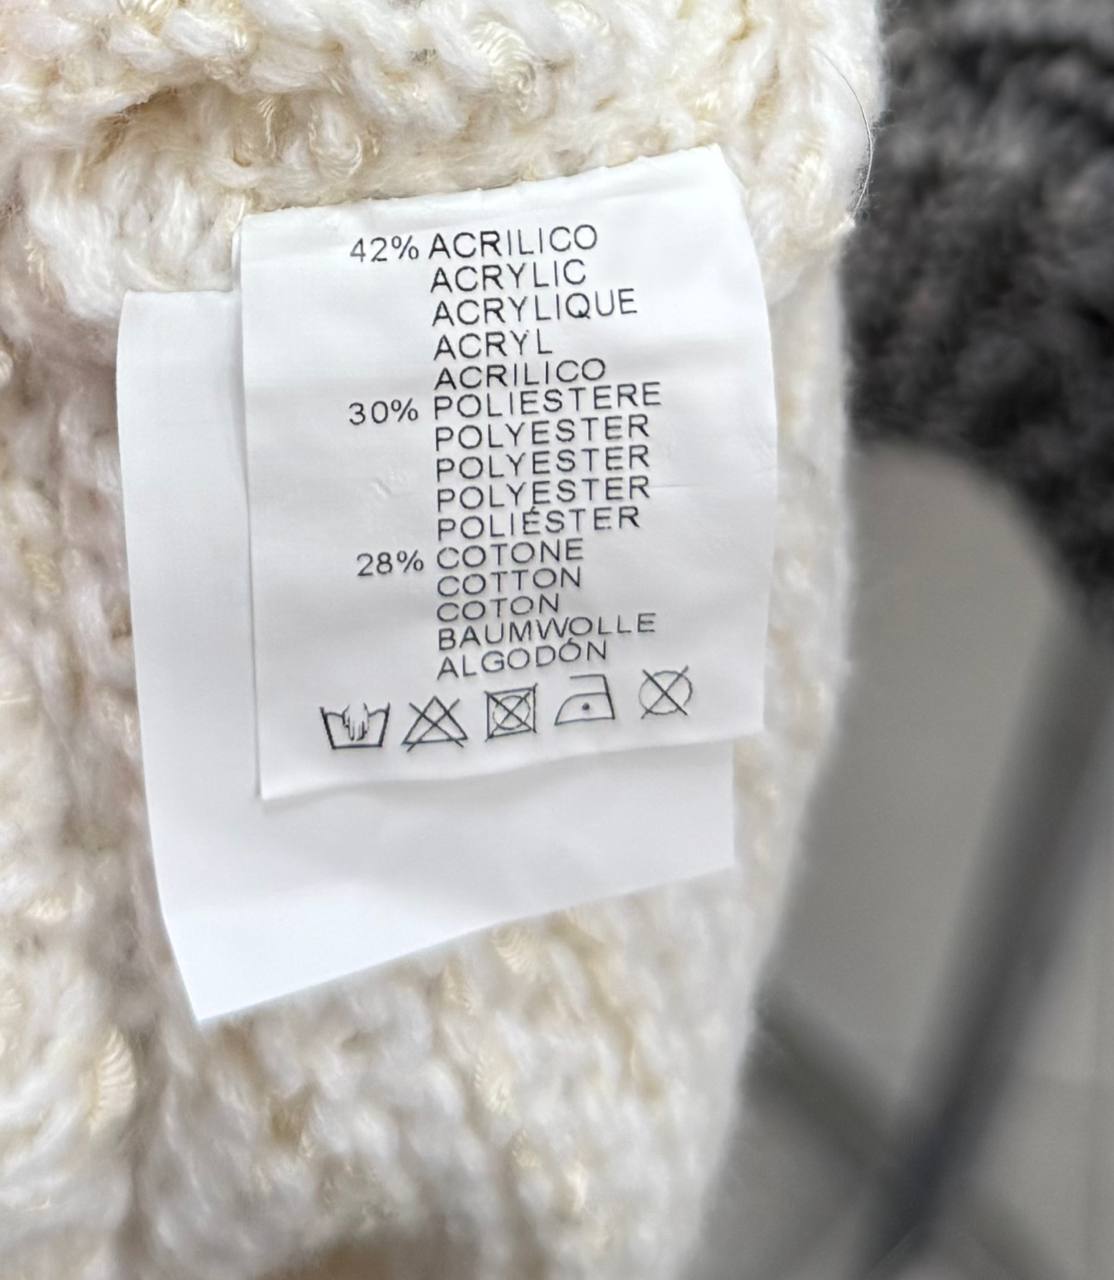 42% ACRILICO
ACRYLIC
ACRYLIQUE
ACRYL
ACRILICO
30% POLIESTERE
POLYESTER
POLYESTER
POLYESTER
POLIÉSTER
28% COTONE
COTTON
COTON
BAUMWOLLE
ALGODÓN